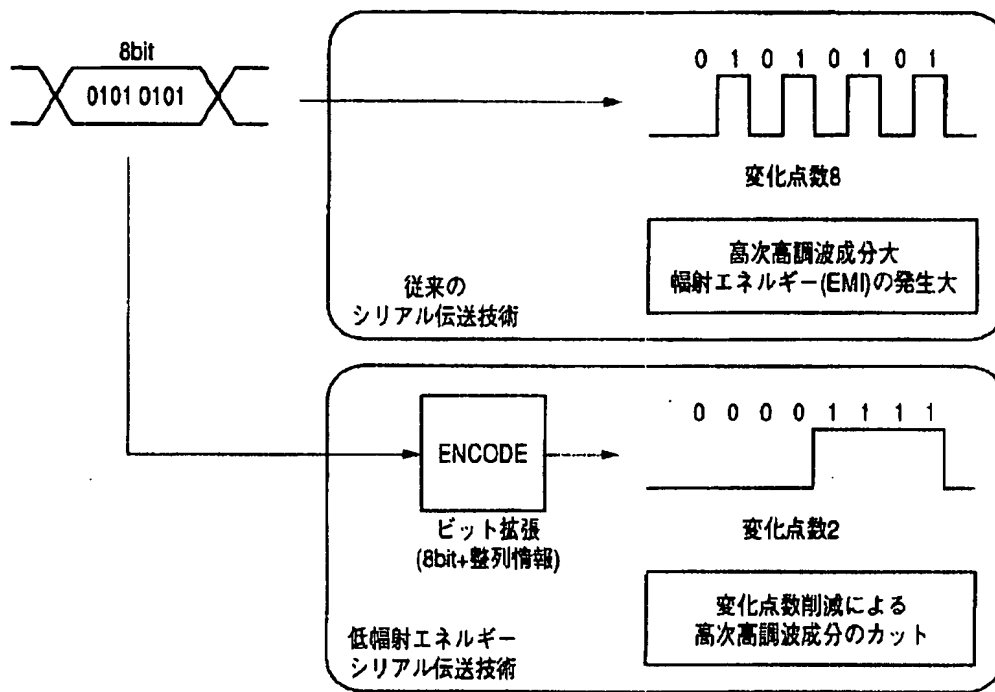 8bit
0101 0101
0 1 0 1 0 1 0 1
変化点数8
高次高調波成分大
輻射エネルギー(EMI)の発生大
従来の
シリアル伝送技術
ENCODE
ビット拡張
(8bit+整列情報)
0 0 0 0 1 1 1 1
変化点数2
変化点数削減による
高次高調波成分のカット
低輻射エネルギー
シリアル伝送技術